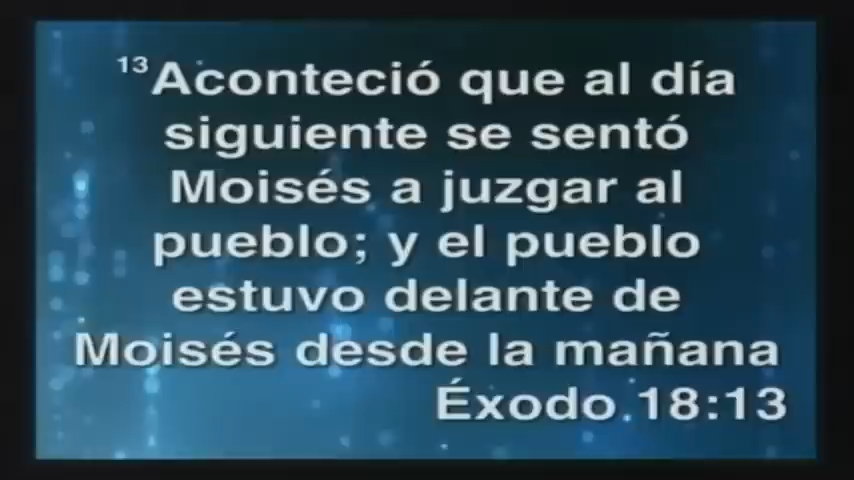 ¹³Aconteció que al día
siguiente se sentó
Moisés a juzgar al
pueblo; y el pueblo
estuvo delante de
Moisés desde la mañana
Éxodo 18:13